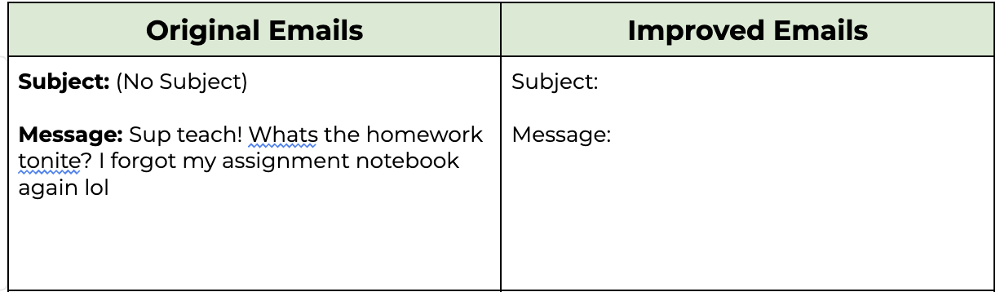 Original Emails
Improved Emails
Subject: (No Subject)
Message: Sup teach! Whats the homework
tonite? I forgot my assignment notebook
again lol
Subject:
Message: